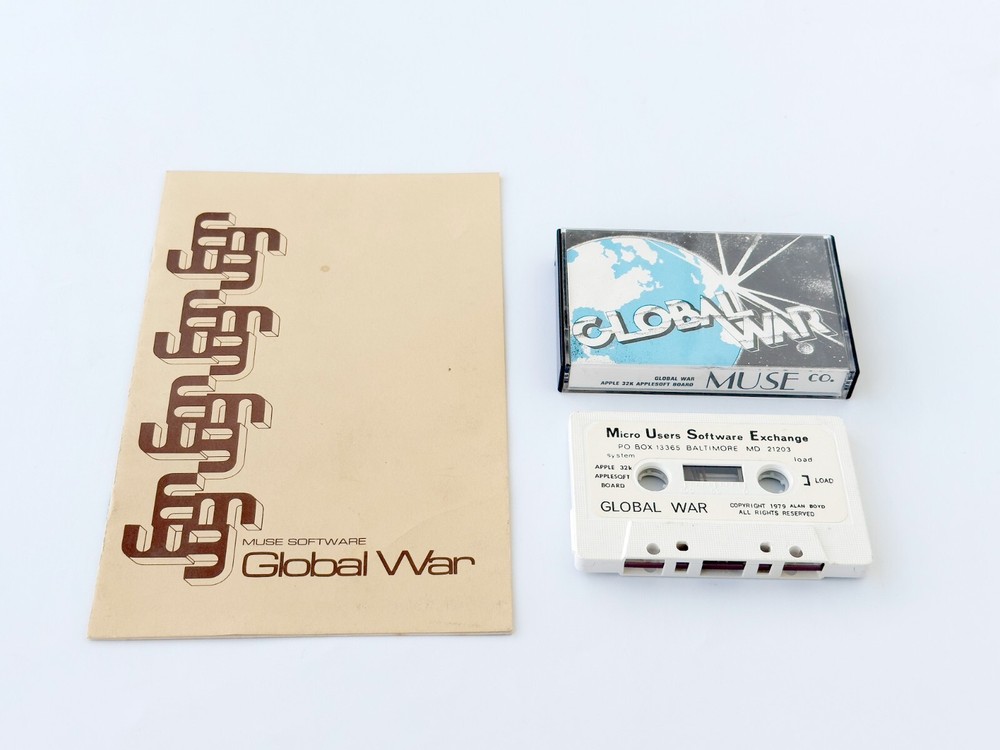 MUSE SOFTWARE
Global War
GLOBAL
WAR
GLOBAL WAR
APPLE 32K APPLESOFT BOARD
MUSE CO.
Micro Users Software Exchange
PO BOX 13365 BALTIMORE MD 21203
system
load
APPLE 32k
APPLESOFT
BOARD
] LOAD
GLOBAL WAR
COPYRIGHT 1979 ALAN BOYD
ALL RIGHTS RESERVED